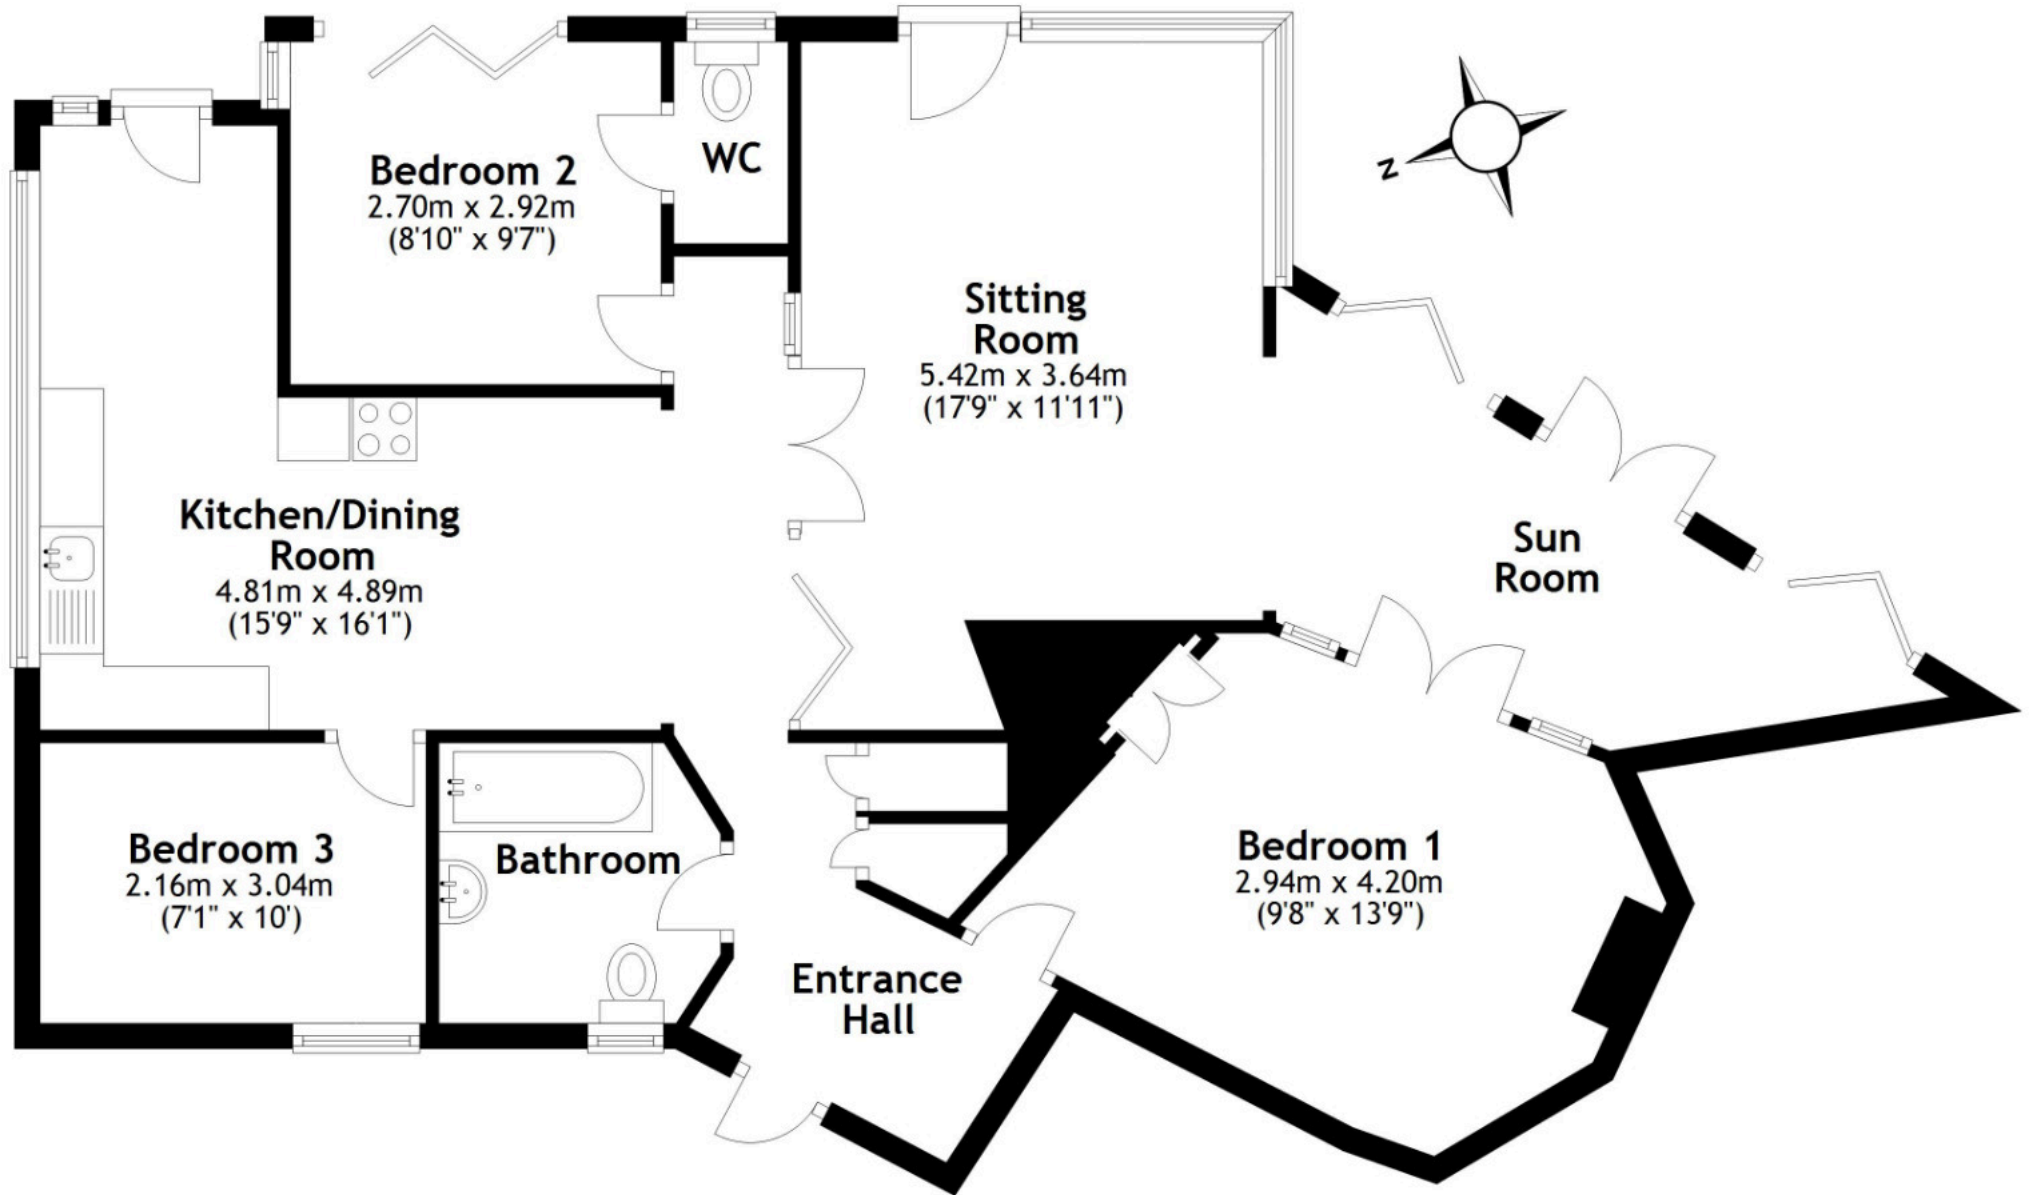 Bedroom 2
2.70m x 2.92m
(8'10" x 9'7")
WC
N
Sitting
Room
5.42m x 3.64m
(17'9" x 11'11")
Kitchen/Dining
Room
4.81m x 4.89m
(15'9" x 16'1")
Sun
Room
Bedroom 3
2.16m x 3.04m
(7'1" x 10')
Bathroom
Bedroom 1
2.94m x 4.20m
(9'8" x 13'9")
Entrance
Hall